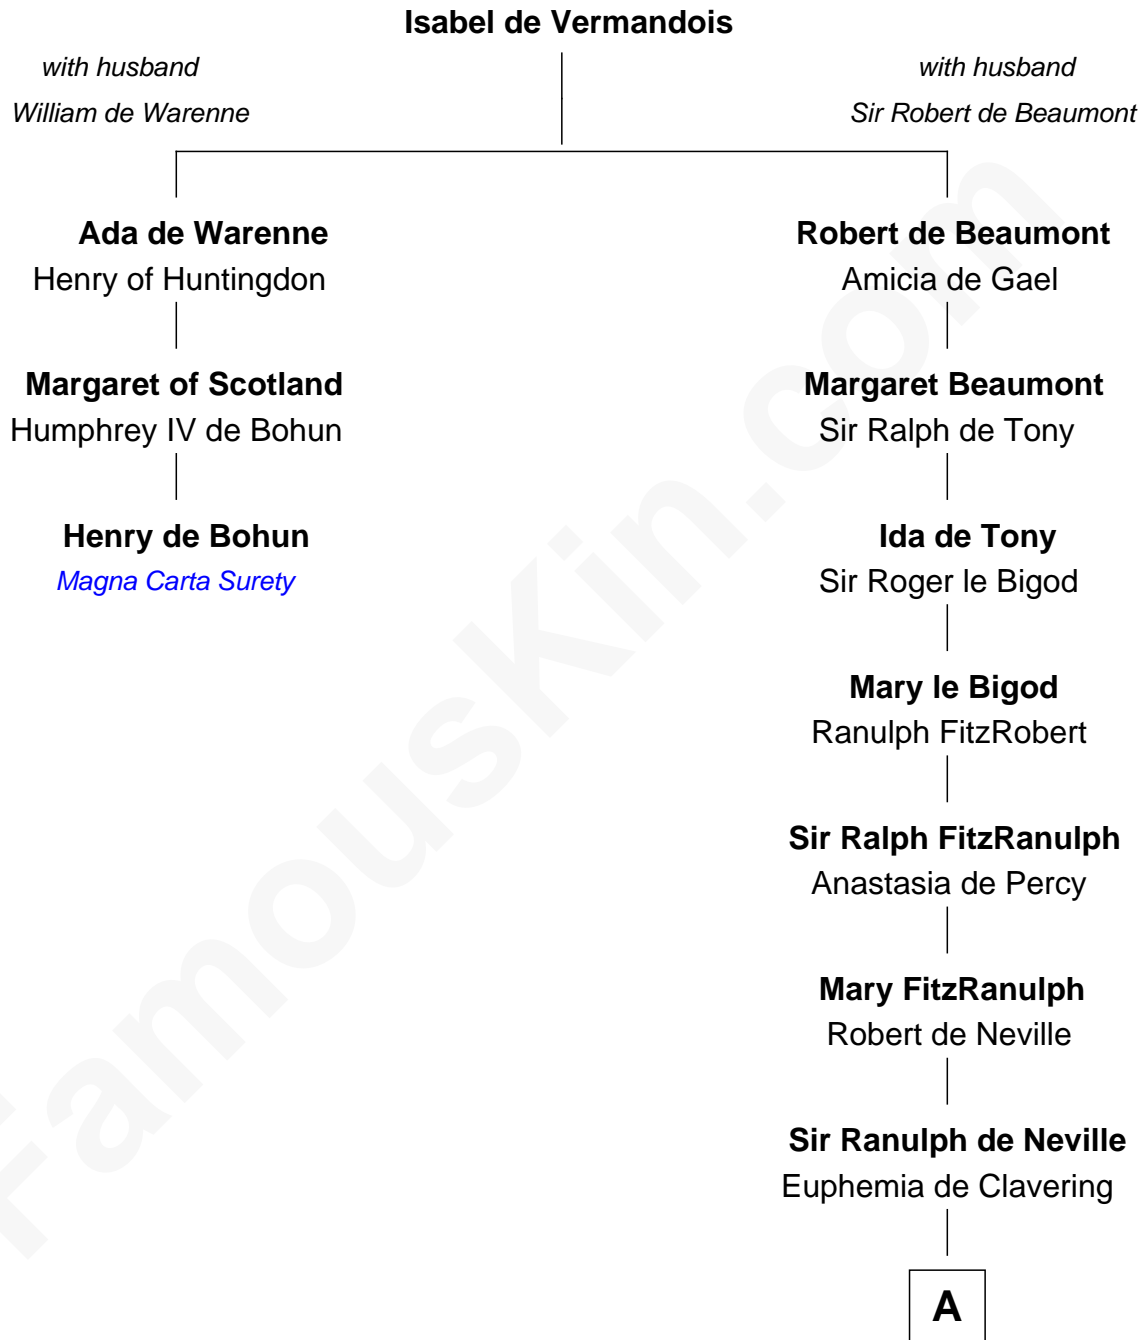 Isabel de Vermandois
with husband
William de Warenne
with husband
Sir Robert de Beaumont
Ada de Warenne
Henry of Huntingdon
Margaret of Scotland
Humphrey IV de Bohun
Henry de Bohun
Magna Carta Surety
Robert de Beaumont
Amicia de Gael
Margaret Beaumont
Sir Ralph de Tony
Ida de Tony
Sir Roger le Bigod
Mary le Bigod
Ranulph FitzRobert
Sir Ralph FitzRanulph
Anastasia de Percy
Mary FitzRanulph
Robert de Neville
Sir Ranulph de Neville
Euphemia de Clavering
A
FamousKin.com